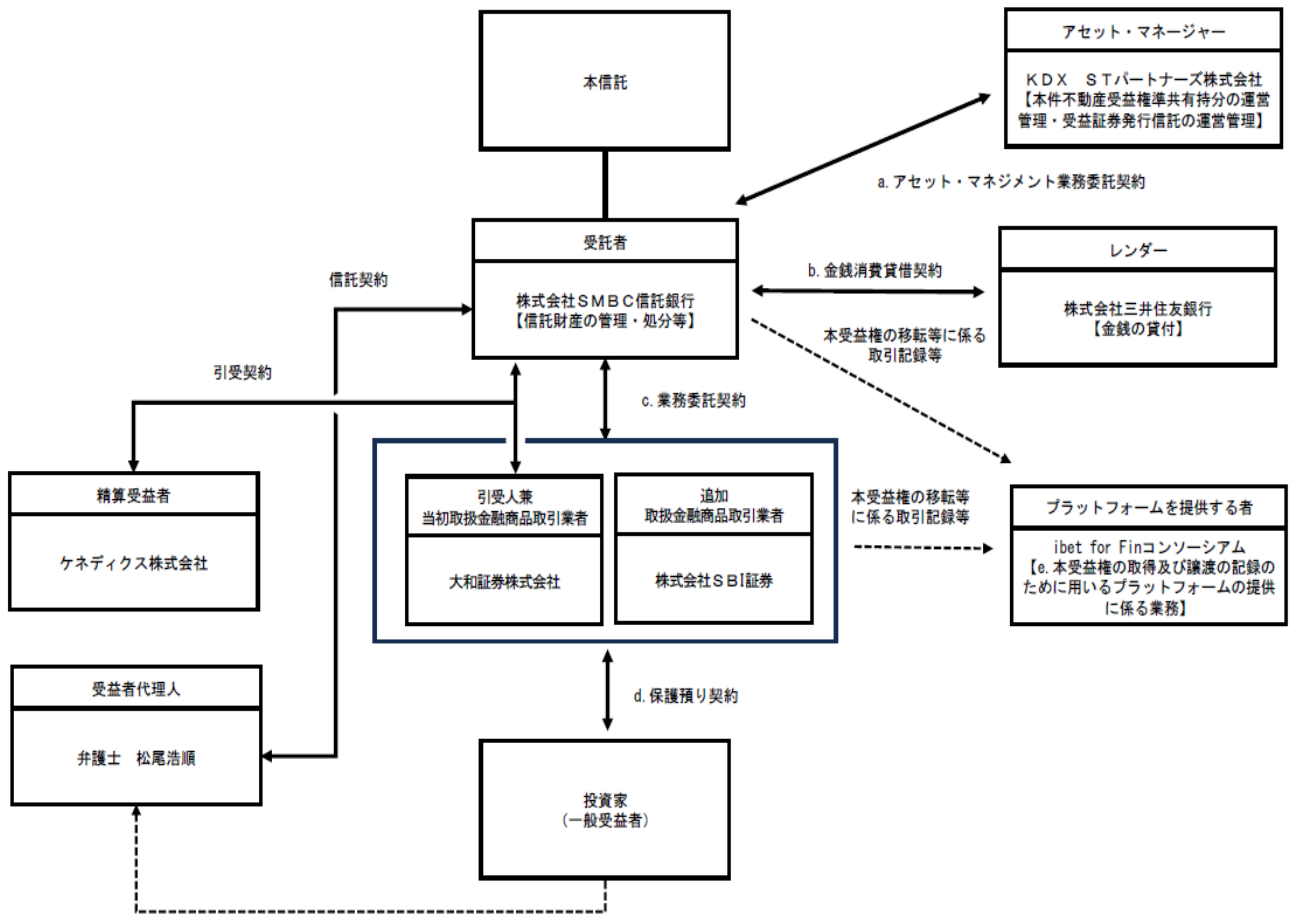 本信託
アセット・マネージャー
ＫＤＸ　ＳＴパートナーズ株式会社
【本件不動産受益権準共有持分の運営
管理・受益証券発行信託の運営管理】
a.アセット・マネジメント業務委託契約
受託者
株式会社ＳＭＢＣ信託銀行
【信託財産の管理・処分等】
信託契約
b.金銭消費貸借契約
レンダー
株式会社三井住友銀行
【金銭の貸付】
本受益権の移転等に係る
取引記録等
引受契約
c.業務委託契約
精算受益者
ケネディクス株式会社
引受人兼
当初取扱金融商品取引業者
大和証券株式会社
追加
取扱金融商品取引業者
株式会社ＳＢＩ証券
本受益権の移転等
に係る取引記録等
プラットフォームを提供する者
ibet for Finコンソーシアム
【e.本受益権の取得及び譲渡の記録の
ために用いるプラットフォームの提供
に係る業務】
受益者代理人
弁護士　松尾浩順
d.保護預り契約
投資家
(一般受益者)